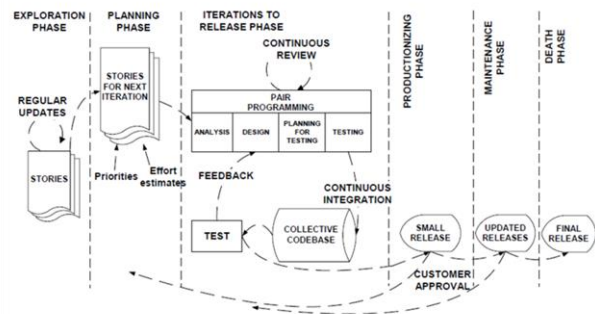 EXPLORATION
PHASE
PLANNING
PHASE
ITERATIONS TO
RELEASE PHASE
PRODUCTIONIZING
PHASE
MAINTENANCE
PHASE
DEATH
PHASE
REGULAR
UPDATES
STORIES
STORIES
FOR NEXT
ITERATION
Priorities
Effort
estimates
CONTINUOUS
REVIEW
PAIR
PROGRAMMING
ANALYSIS
DESIGN
PLANNING
FOR
TESTING
TESTING
FEEDBACK
CONTINUOUS
INTEGRATION
TEST
COLLECTIVE
CODEBASE
SMALL
RELEASE
UPDATED
RELEASES
FINAL
RELEASE
CUSTOMER
APPROVAL